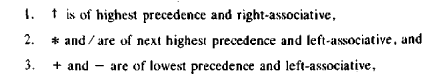 1. ↑ is of highest precedence and right-associative,
2. * and / are of next highest precedence and left-associative, and
3. + and − are of lowest precedence and left-associative,